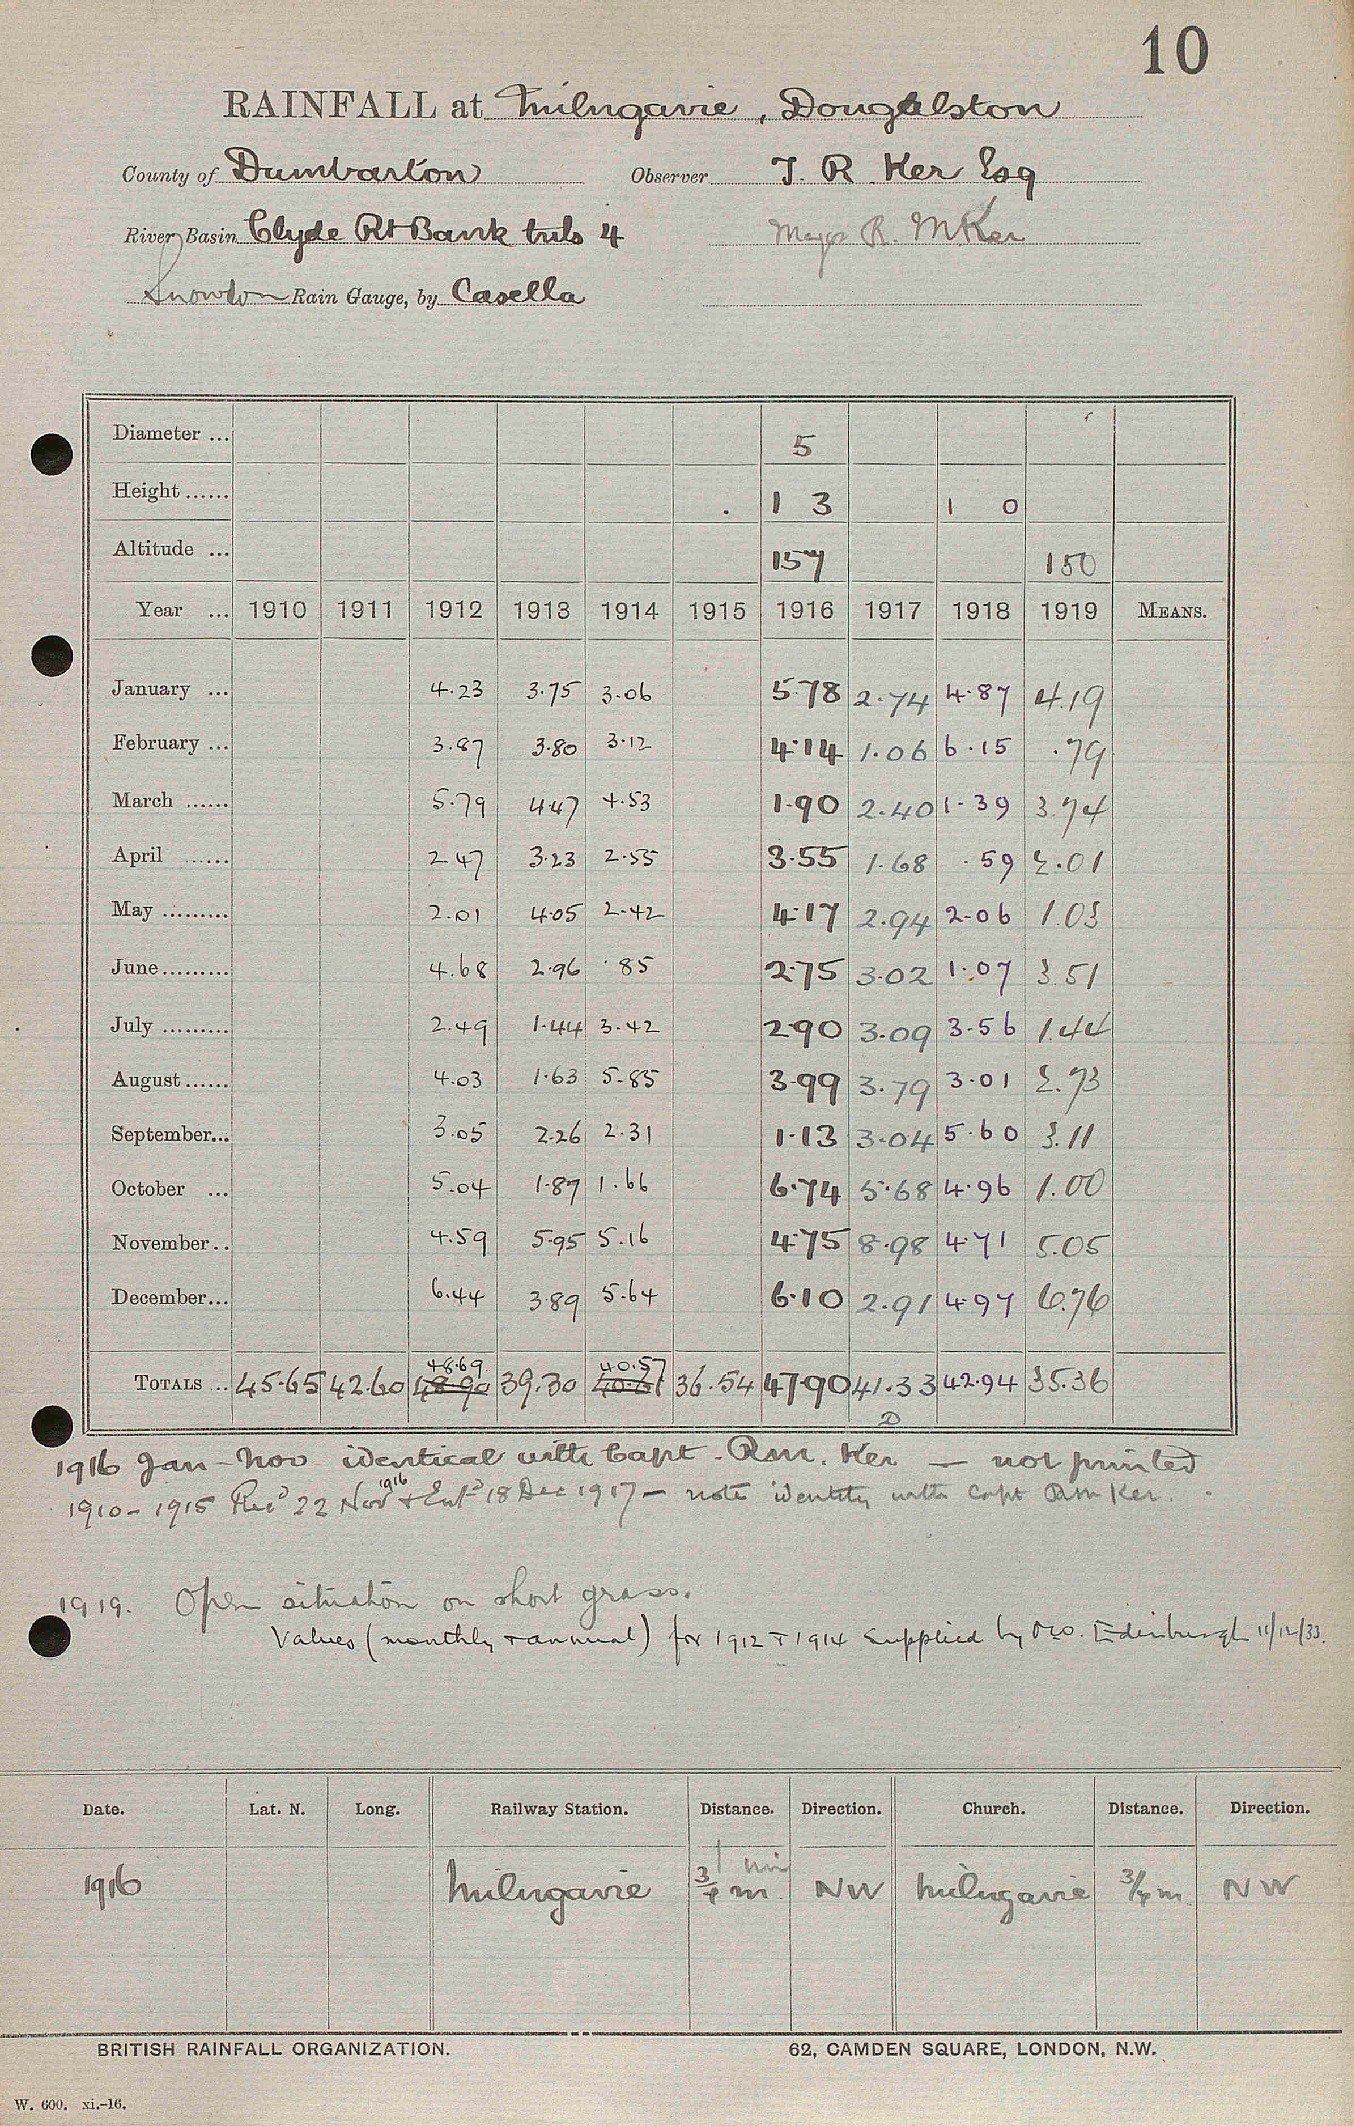 10
RAINFALL at Milngavie, Dougalston
County of Dumbarton Observer T. R Ker Esq
River Basin Clyde Rt Bank tribs 4 Major R. M Ker
Snowdon Rain Gauge, by Casella
Diameter ... 5
Height ...... 1 3 1 0
Altitude ... 157 150
Year ... 1910 1911 1912 1913 1914 1915 1916 1917 1918 1919 MEANS.
January ... 4.23 3.75 3.06 5.78 2.74 4.87 4.19
February ... 3.87 3.80 3.12 4.14 1.06 6.15 .79
March ...... 5.79 4.47 4.53 1.90 2.40 1.39 3.74
April ...... 2.47 3.23 2.55 3.55 1.68 .59 2.01
May ......... 2.01 4.05 2.42 4.17 2.94 2.06 1.03
June......... 4.68 2.96 .85 2.75 3.02 1.07 3.51
July ......... 2.49 1.44 3.42 2.90 3.09 3.56 1.44
August...... 4.03 1.63 5.85 3.99 3.79 3.01 2.73
September... 3.05 2.26 2.31 1.13 3.04 5.60 3.11
October ... 5.04 1.87 1.66 6.74 5.68 4.96 1.00
November.. 4.59 5.95 5.16 4.75 8.98 4.71 5.05
December... 6.44 3.89 5.64 6.10 2.91 4.97 6.76
48.69 40.57
TOTALS ... 45.65 42.60 48.90 39.30 40.61 36.54 47.90 41.33 42.94 35.36
D
1916 Jan - Nov identical with Capt. R.M. Ker — not printed
1910 - 1915 Recd 22 Nov 1916 & Entd 18 Dec 1917 — note identity with Capt RM Ker.
1919. Open situation on short grass.
Values (monthly & annual) for 1912 & 1914 supplied by M.O. Edinburgh 11/12/33.
Date. Lat. N. Long. Railway Station. Distance. Direction. Church. Distance. Direction.
1916 Milngavie 3/4 m. NW Milngavie 3/4 m. NW
BRITISH RAINFALL ORGANIZATION. 62, CAMDEN SQUARE, LONDON, N.W.
W. 600. xi.-16.